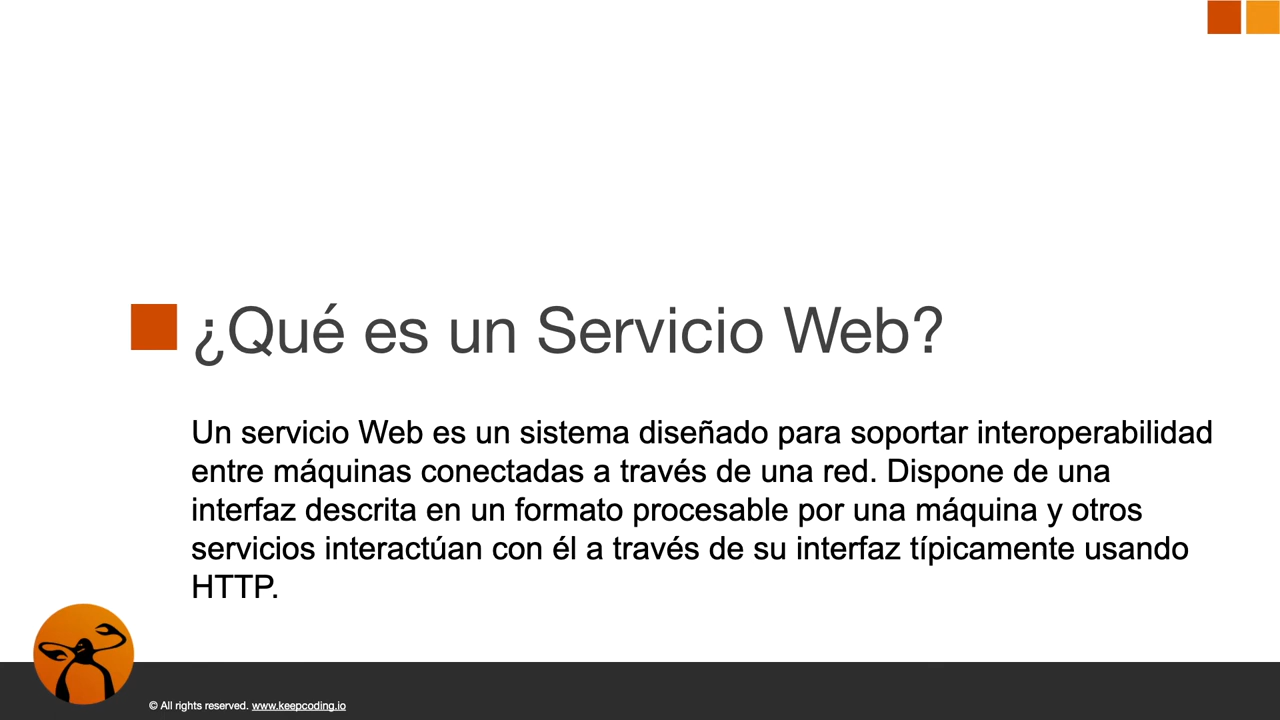 ¿Qué es un Servicio Web?
Un servicio Web es un sistema diseñado para soportar interoperabilidad
entre máquinas conectadas a través de una red. Dispone de una
interfaz descrita en un formato procesable por una máquina y otros
servicios interactúan con él a través de su interfaz típicamente usando
HTTP.
© All rights reserved. www.keepcoding.io